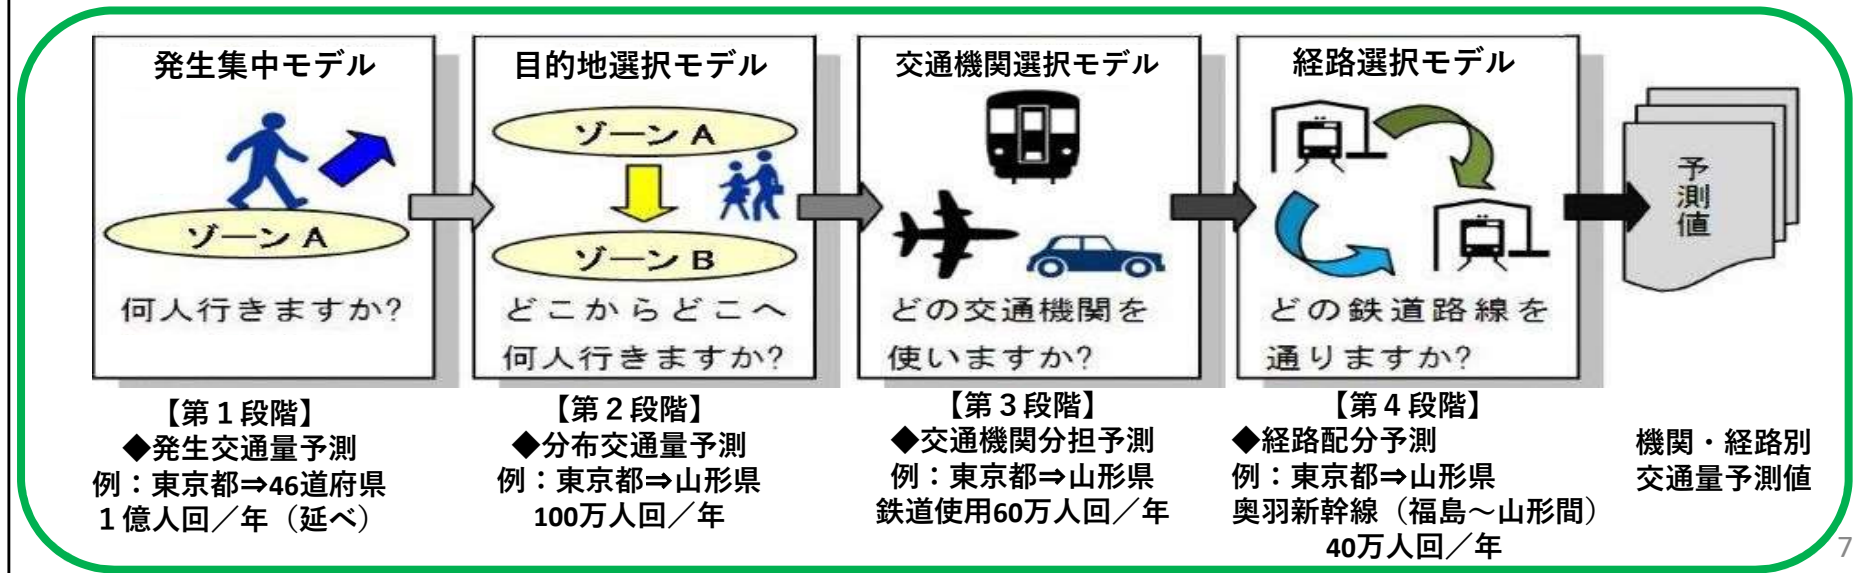 発生集中モデル
ゾーン A
何人行きますか?
【第１段階】
◆発生交通量予測
例：東京都⇒46道府県
１億人回／年（延べ）
目的地選択モデル
ゾーン A
ゾーン B
どこからどこへ
何人行きますか?
【第２段階】
◆分布交通量予測
例：東京都⇒山形県
100万人回／年
交通機関選択モデル
どの交通機関を
使いますか?
【第３段階】
◆交通機関分担予測
例：東京都⇒山形県
鉄道使用60万人回／年
経路選択モデル
どの鉄道路線を
通りますか?
【第４段階】
◆経路配分予測
例：東京都⇒山形県
奥羽新幹線（福島～山形間）
40万人回／年
予測値
機関・経路別
交通量予測値
7